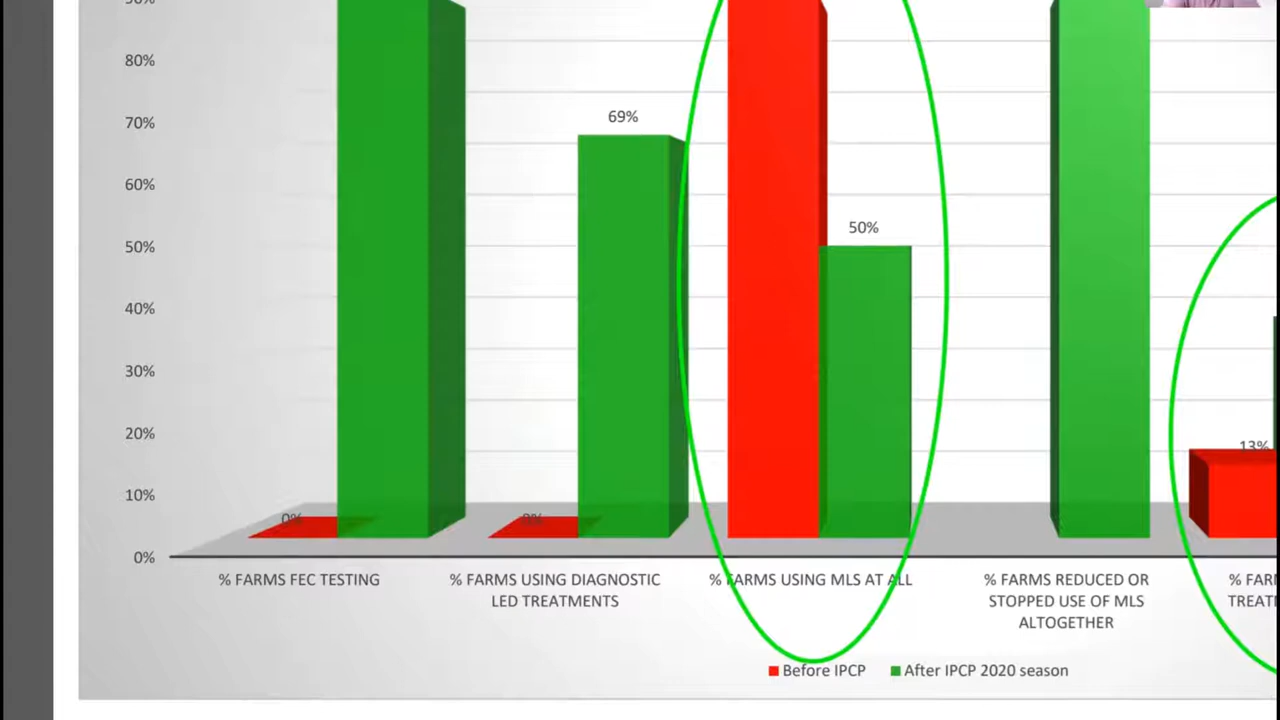 80%
70%
60%
50%
40%
30%
20%
10%
0%
69%
50%
13%
0%
0%
% FARMS FEC TESTING
% FARMS USING DIAGNOSTIC
LED TREATMENTS
% FARMS USING MLS AT ALL
% FARMS REDUCED OR
STOPPED USE OF MLS
ALTOGETHER
Before IPCP
After IPCP 2020 season